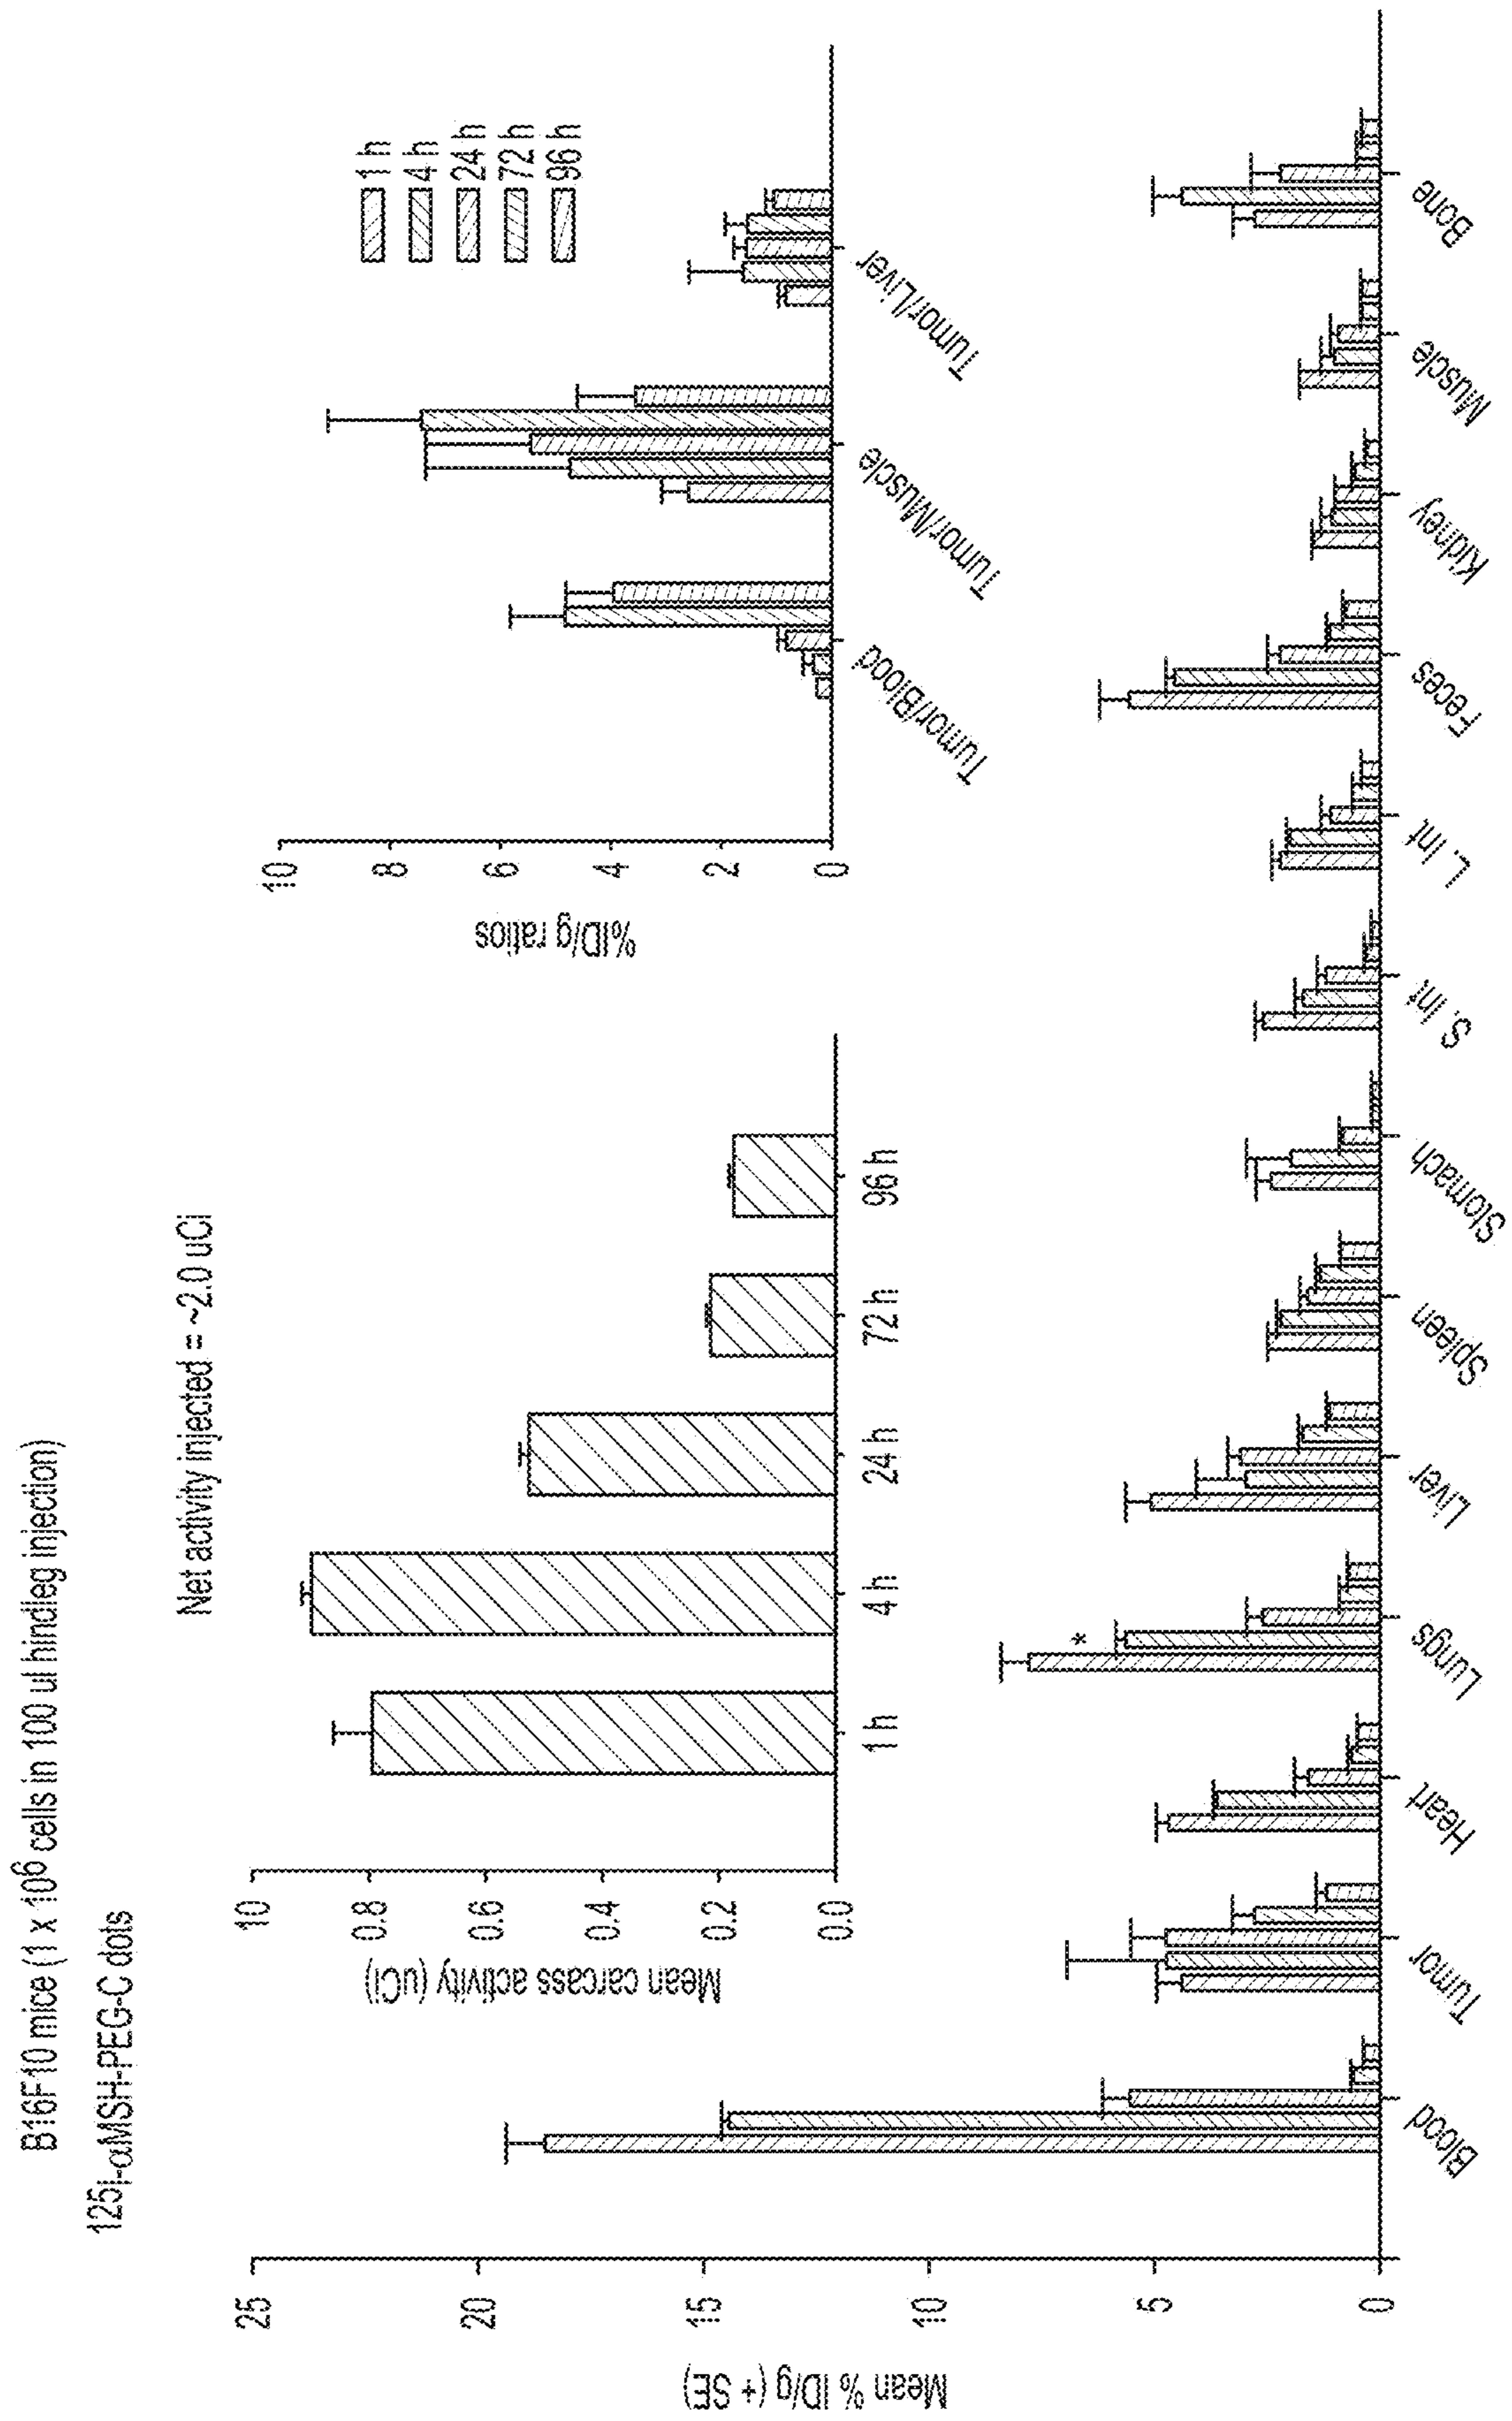 B16F10 mice (1 x 10⁶ cells in 100 ul hindleg injection)
125I-αMSH-PEG-C dots
Net activity injected = ~2.0 uCi
Mean carcass activity (uCi)
10
0.8
0.6
0.4
0.2
0.0
1 h
4 h
24 h
72 h
96 h
%ID/g ratios
10
8
6
4
2
0
Tumor/Blood
Tumor/Muscle
Tumor/Liver
1 h
4 h
24 h
72 h
96 h
Mean % ID/g (+ SE)
25
20
15
10
5
0
*
Blood
Tumor
Heart
Lungs
Liver
Spleen
Stomach
S. Int
L. Int
Feces
Kidney
Muscle
Bone